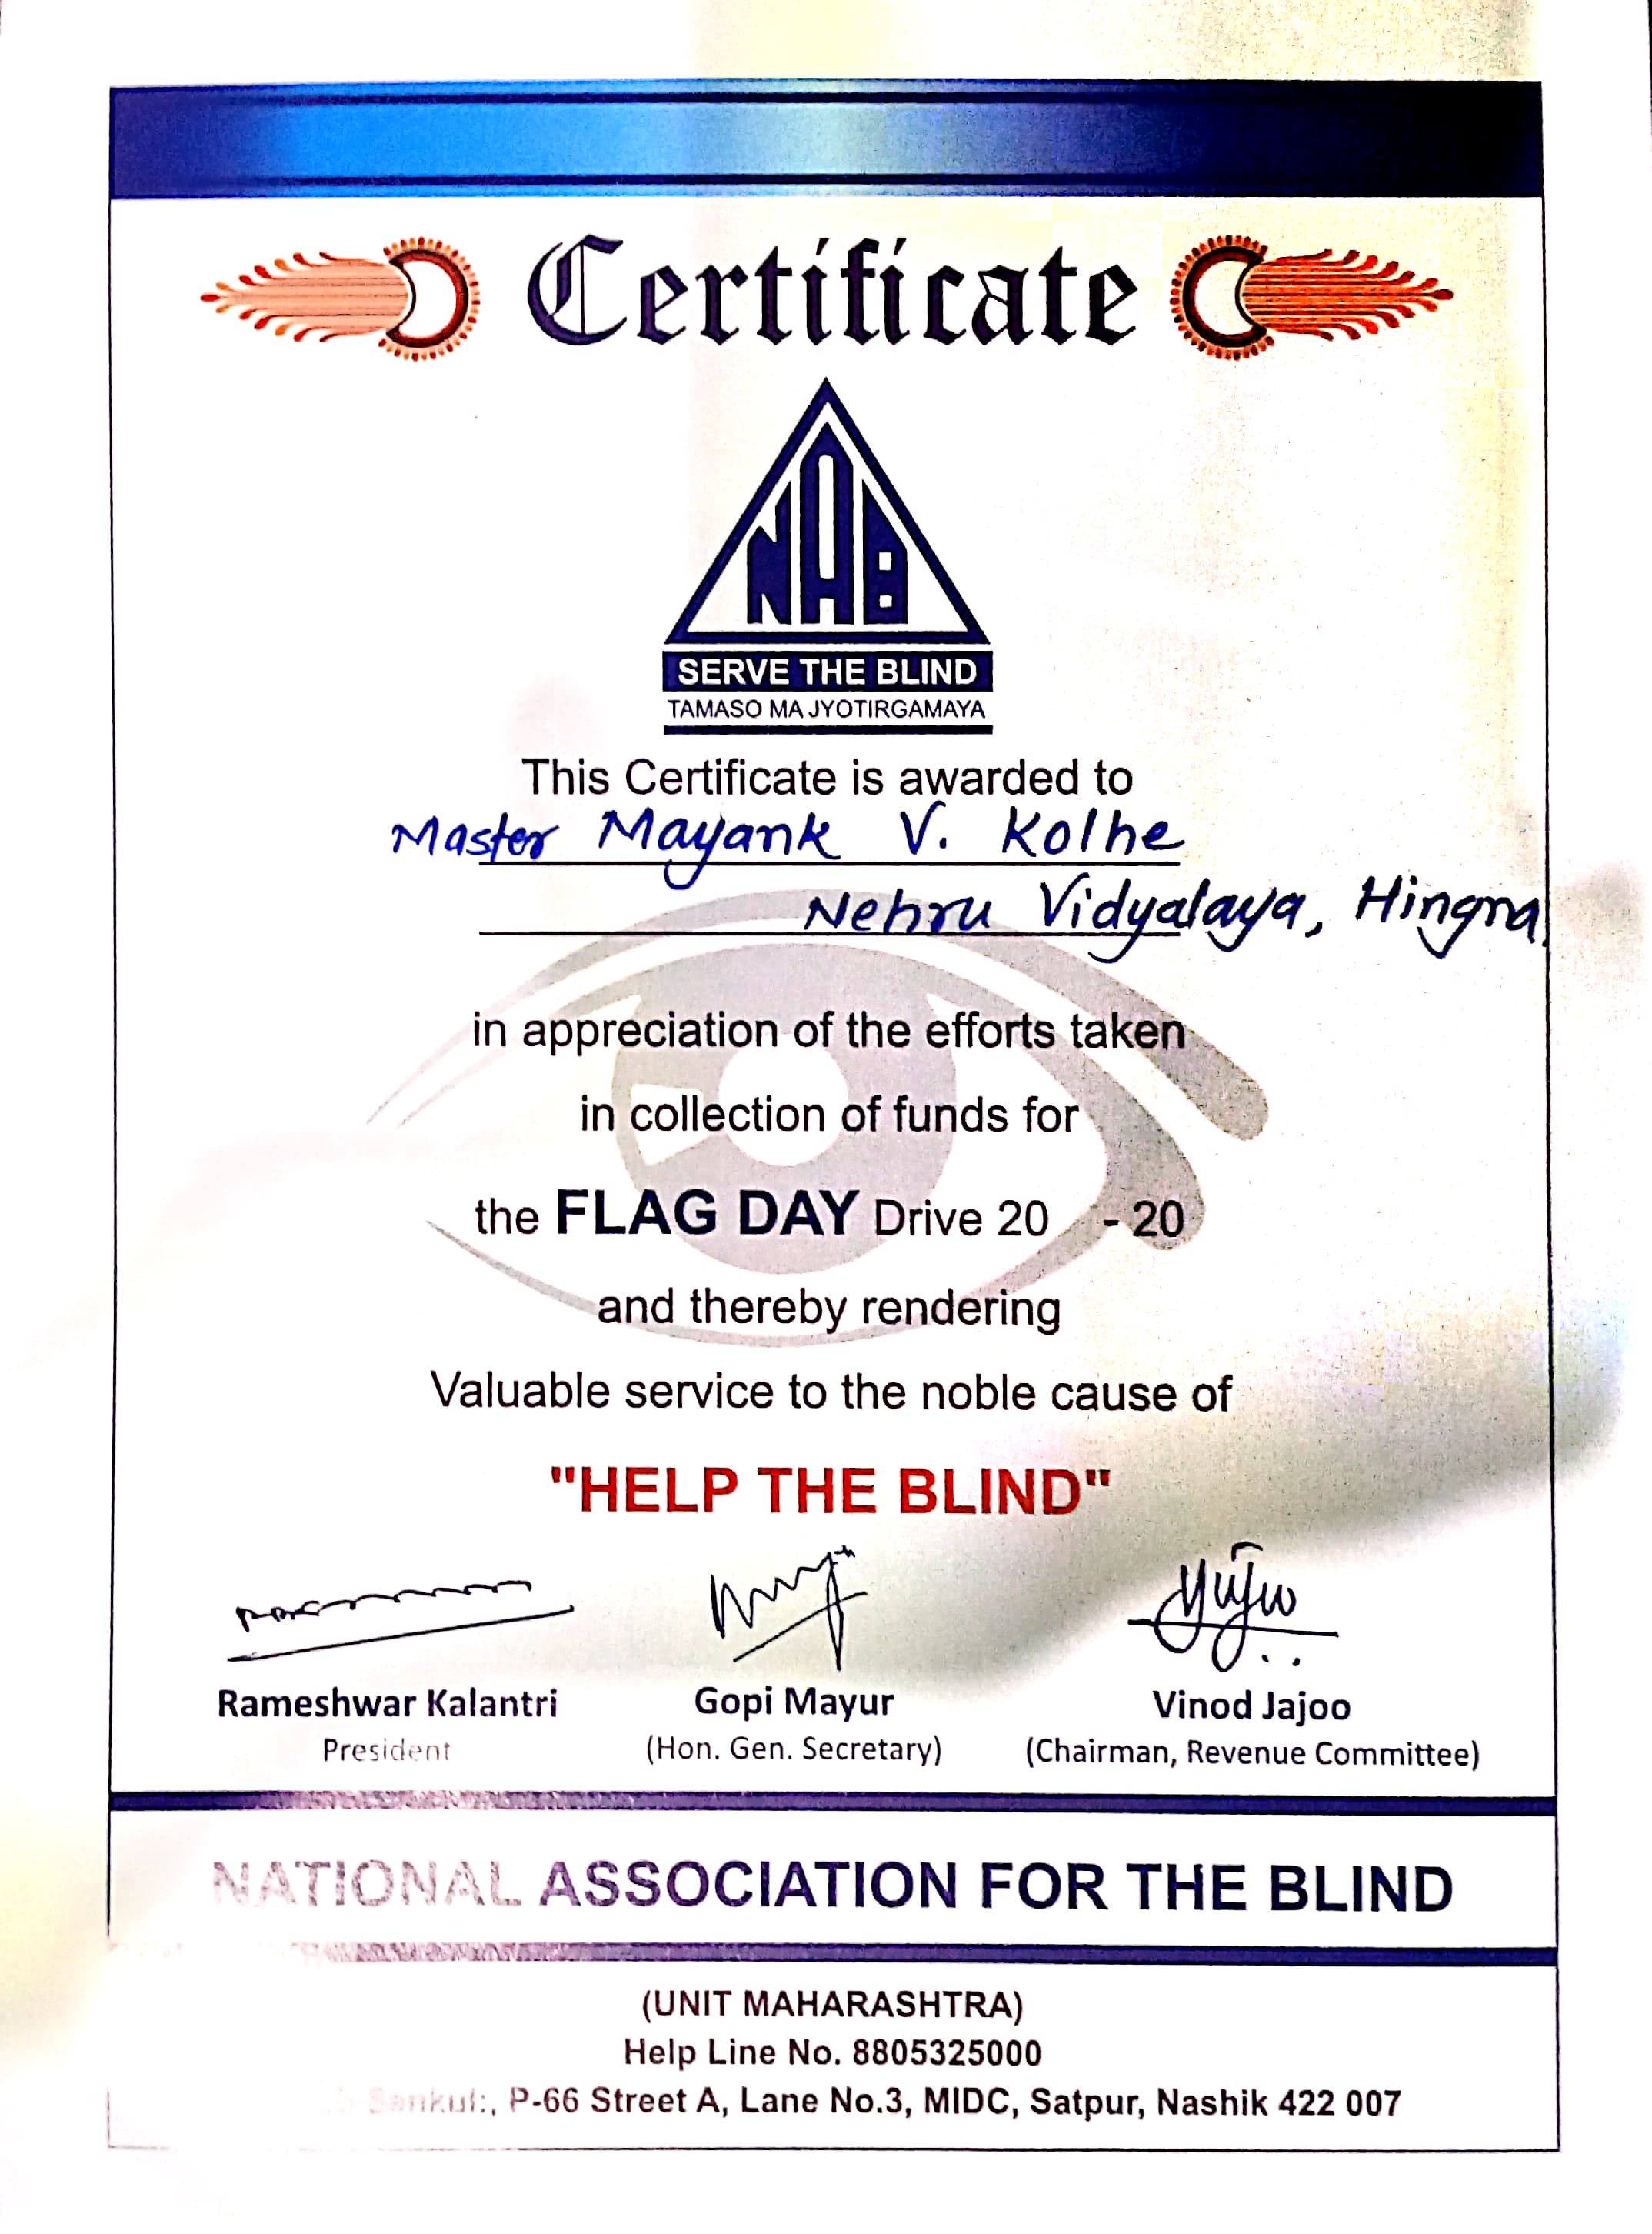 Certificate
NAB
SERVE THE BLIND
TAMASO MA JYOTIRGAMAYA
This Certificate is awarded to
Master Mayank V. Kolhe
Nehru Vidyalaya, Hingna.
in appreciation of the efforts taken
in collection of funds for
the FLAG DAY Drive 20 - 20
and thereby rendering
Valuable service to the noble cause of
"HELP THE BLIND"
Rameshwar Kalantri Gopi Mayur Vinod Jajoo
President (Hon. Gen. Secretary) (Chairman, Revenue Committee)
NATIONAL ASSOCIATION FOR THE BLIND
(UNIT MAHARASHTRA)
Help Line No. 8805325000
Sankul:, P-66 Street A, Lane No.3, MIDC, Satpur, Nashik 422 007